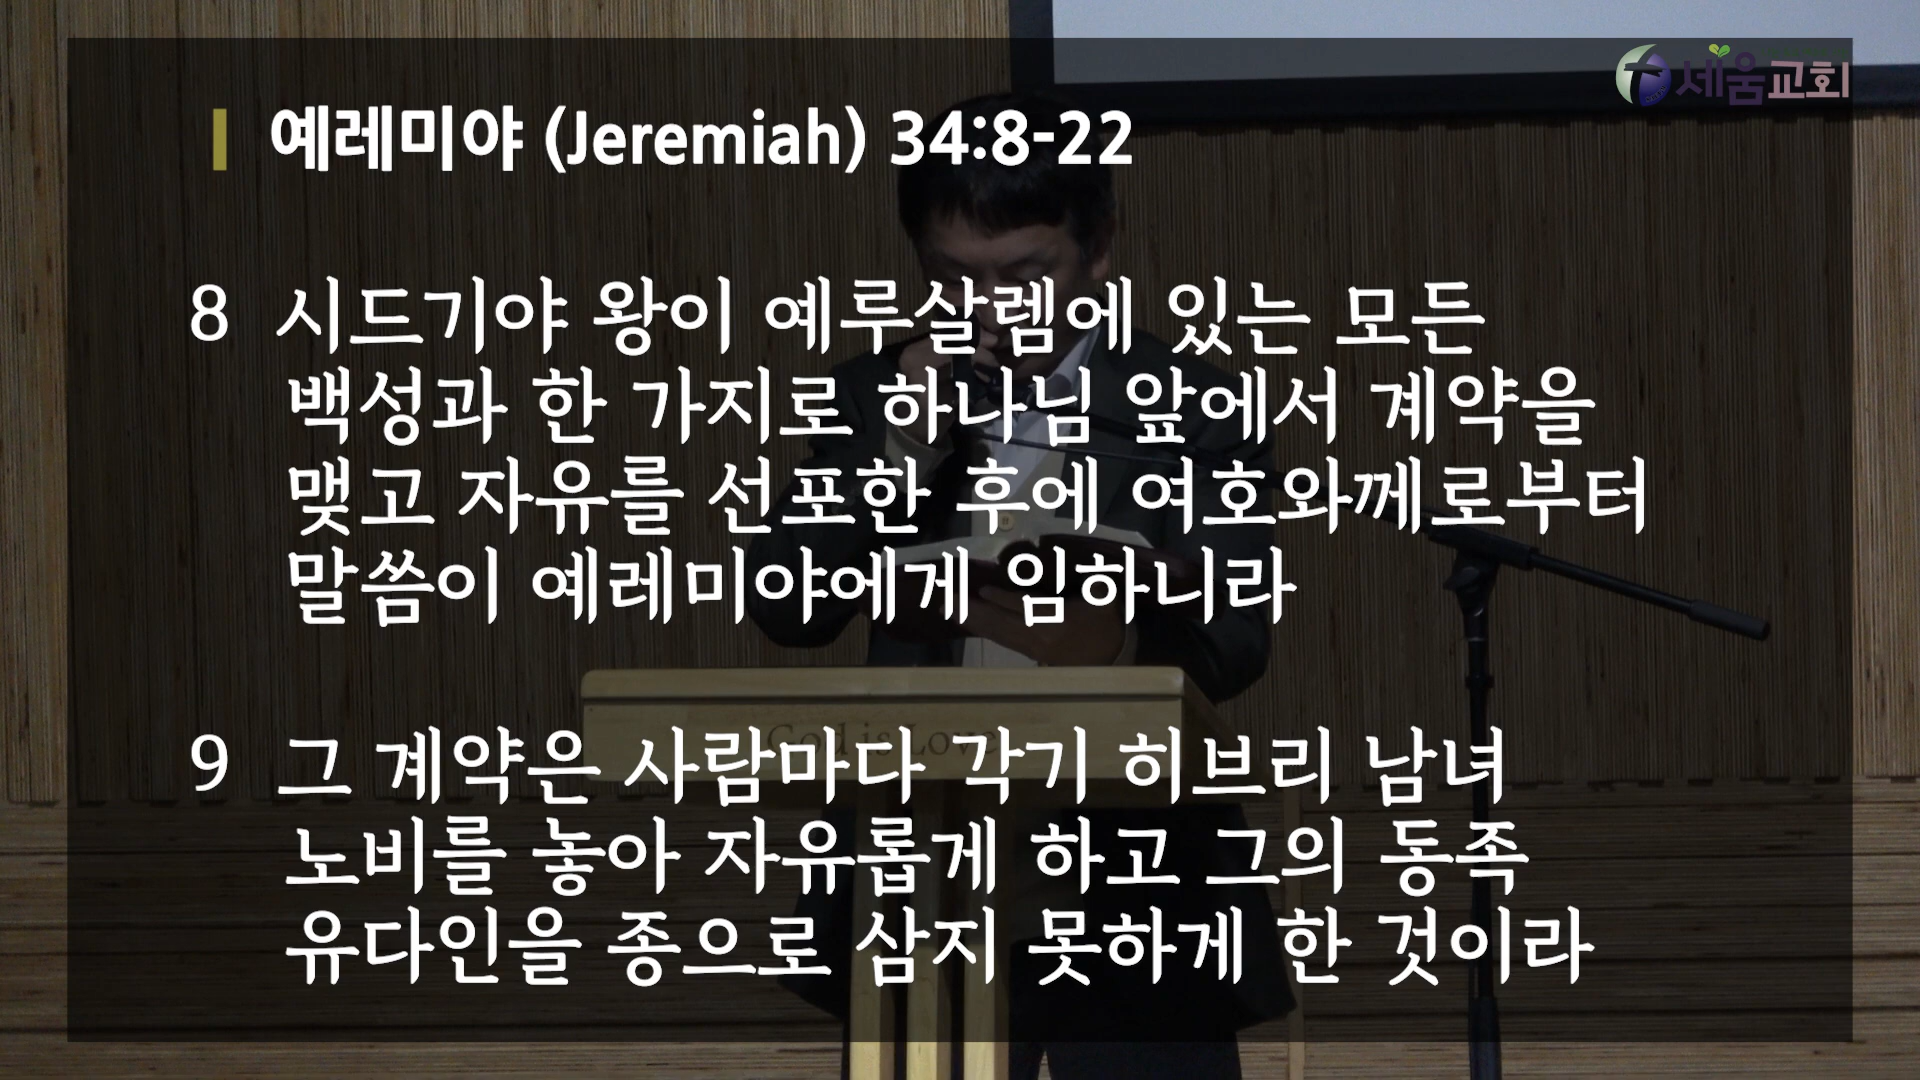 세움교회
예레미야 (Jeremiah) 34:8-22
8 시드기야 왕이 예루살렘에 있는 모든
백성과 한 가지로 하나님 앞에서 계약을
맺고 자유를 선포한 후에 여호와께로부터
말씀이 예레미야에게 임하니라
God is Love
9 그 계약은 사람마다 각기 히브리 남녀
노비를 놓아 자유롭게 하고 그의 동족
유다인을 종으로 삼지 못하게 한 것이라